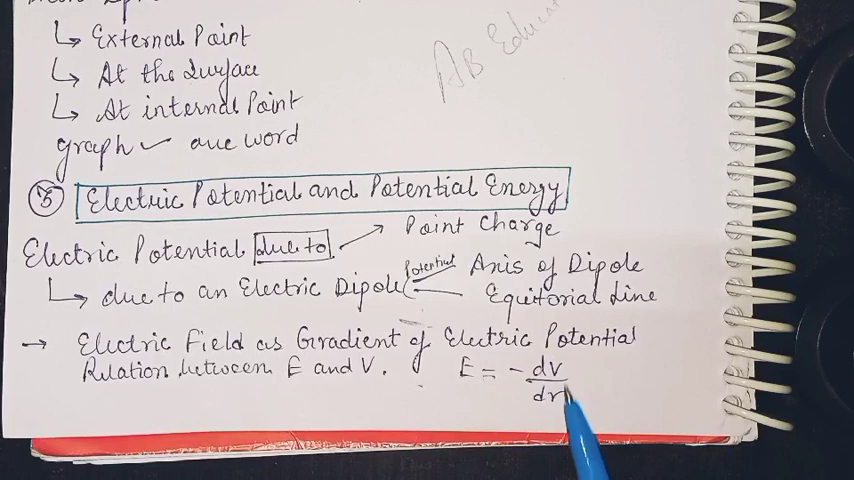 ↳ External Point
↳ At the Surface
↳ At internal Point
graph ✓ one word
AB Educat
5 Electric Potential and Potential Energy
Electric Potential due to → Point Charge
↳ due to an Electric Dipole Potential Axis of Dipole
Equitorial Line
→ Electric Field as Gradient of Electric Potential
Relation between E and V. E = - dv/dr